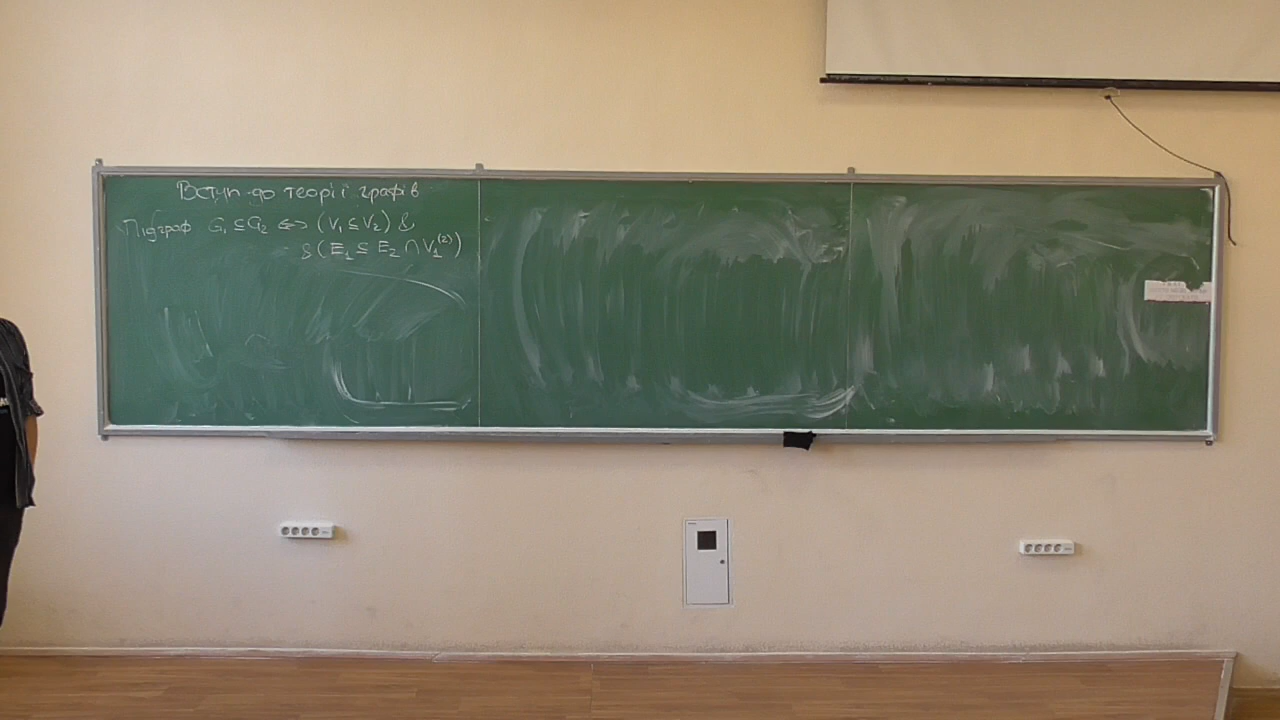 Вступ до теорії графів
Підграф G₁ ⊆ G₂ ⇔ (V₁ ⊆ V₂) &
& (E₁ ⊆ E₂ ∩ V₁⁽²⁾)